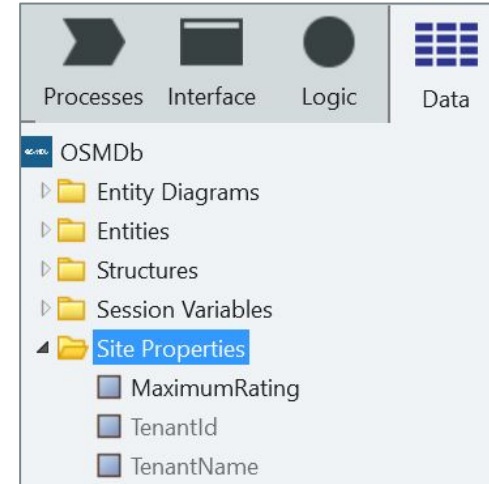 Processes Interface Logic Data
OSMDb
Entity Diagrams
Entities
Structures
Session Variables
Site Properties
MaximumRating
TenantId
TenantName